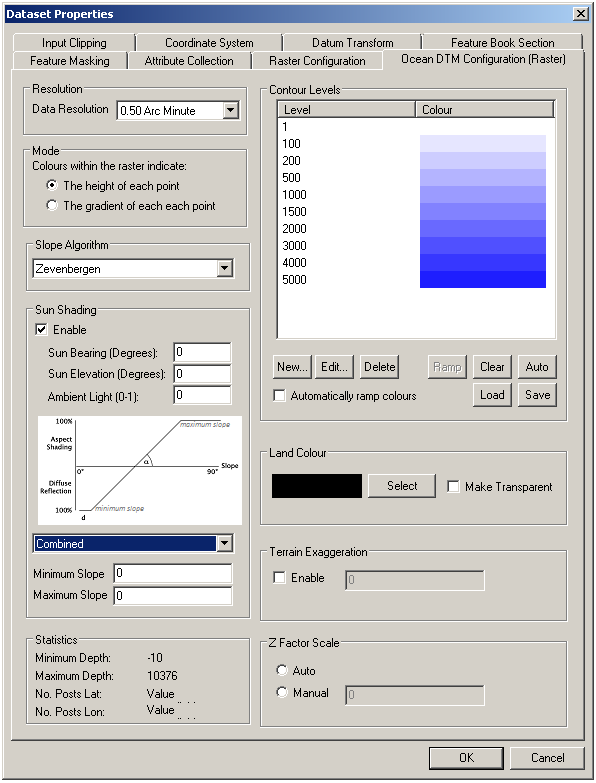 Dataset Properties
Input Clipping
Coordinate System
Datum Transform
Feature Book Section
Feature Masking
Attribute Collection
Raster Configuration
Ocean DTM Configuration (Raster)
Resolution
Data Resolution
0.50 Arc Minute
Mode
Colours within the raster indicate:
The height of each point
The gradient of each each point
Slope Algorithm
Zevenbergen
Sun Shading
Enable
Sun Bearing (Degrees): 0
Sun Elevation (Degrees): 0
Ambient Light (0-1): 0
100%
maximum slope
Aspect
Shading
α
0°
90°
Slope
Diffuse
Reflection
100%
d
minimum slope
Combined
Minimum Slope 0
Maximum Slope 0
Statistics
Minimum Depth: -10
Maximum Depth: 10376
No. Posts Lat: Value
No. Posts Lon: Value
Contour Levels
Level Colour
1
100
200
500
1000
1500
2000
3000
4000
5000
New... Edit... Delete Ramp Clear Auto
Automatically ramp colours
Load Save
Land Colour
Select
Make Transparent
Terrain Exaggeration
Enable 0
Z Factor Scale
Auto
Manual 0
OK Cancel